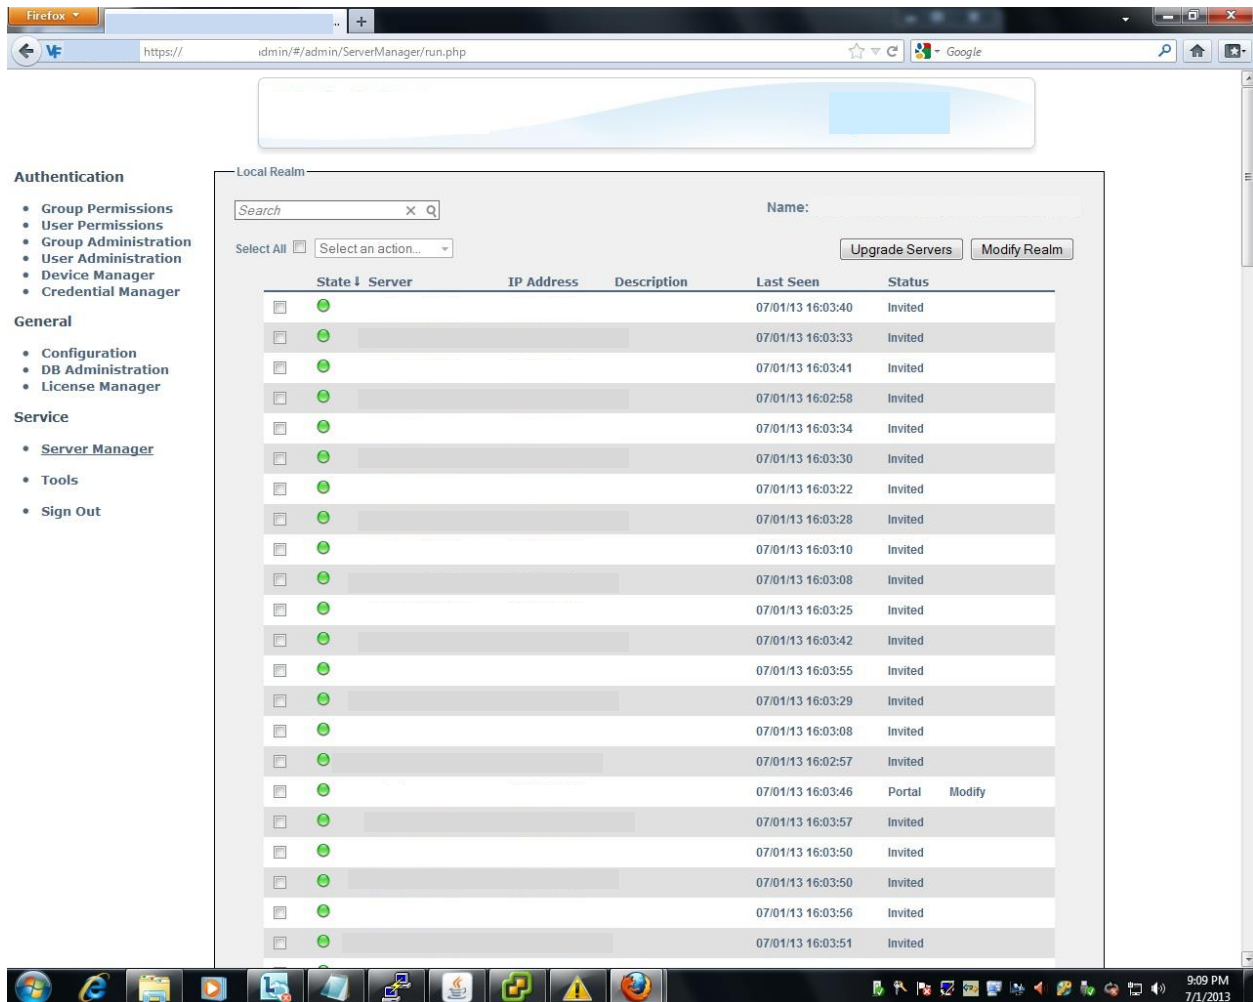 Firefox
..
+
VF https:// idmin/#/admin/ServerManager/run.php Google
Authentication
Group Permissions
User Permissions
Group Administration
User Administration
Device Manager
Credential Manager
General
Configuration
DB Administration
License Manager
Service
Server Manager
Tools
Sign Out
Local Realm
Search
Name:
Select All Select an action... Upgrade Servers Modify Realm
State Server IP Address Description Last Seen Status
07/01/13 16:03:40 Invited
07/01/13 16:03:33 Invited
07/01/13 16:03:41 Invited
07/01/13 16:02:58 Invited
07/01/13 16:03:34 Invited
07/01/13 16:03:30 Invited
07/01/13 16:03:22 Invited
07/01/13 16:03:28 Invited
07/01/13 16:03:10 Invited
07/01/13 16:03:08 Invited
07/01/13 16:03:25 Invited
07/01/13 16:03:42 Invited
07/01/13 16:03:55 Invited
07/01/13 16:03:29 Invited
07/01/13 16:03:08 Invited
07/01/13 16:02:57 Invited
07/01/13 16:03:46 Portal Modify
07/01/13 16:03:57 Invited
07/01/13 16:03:50 Invited
07/01/13 16:03:50 Invited
07/01/13 16:03:56 Invited
07/01/13 16:03:51 Invited
9:09 PM
7/1/2013